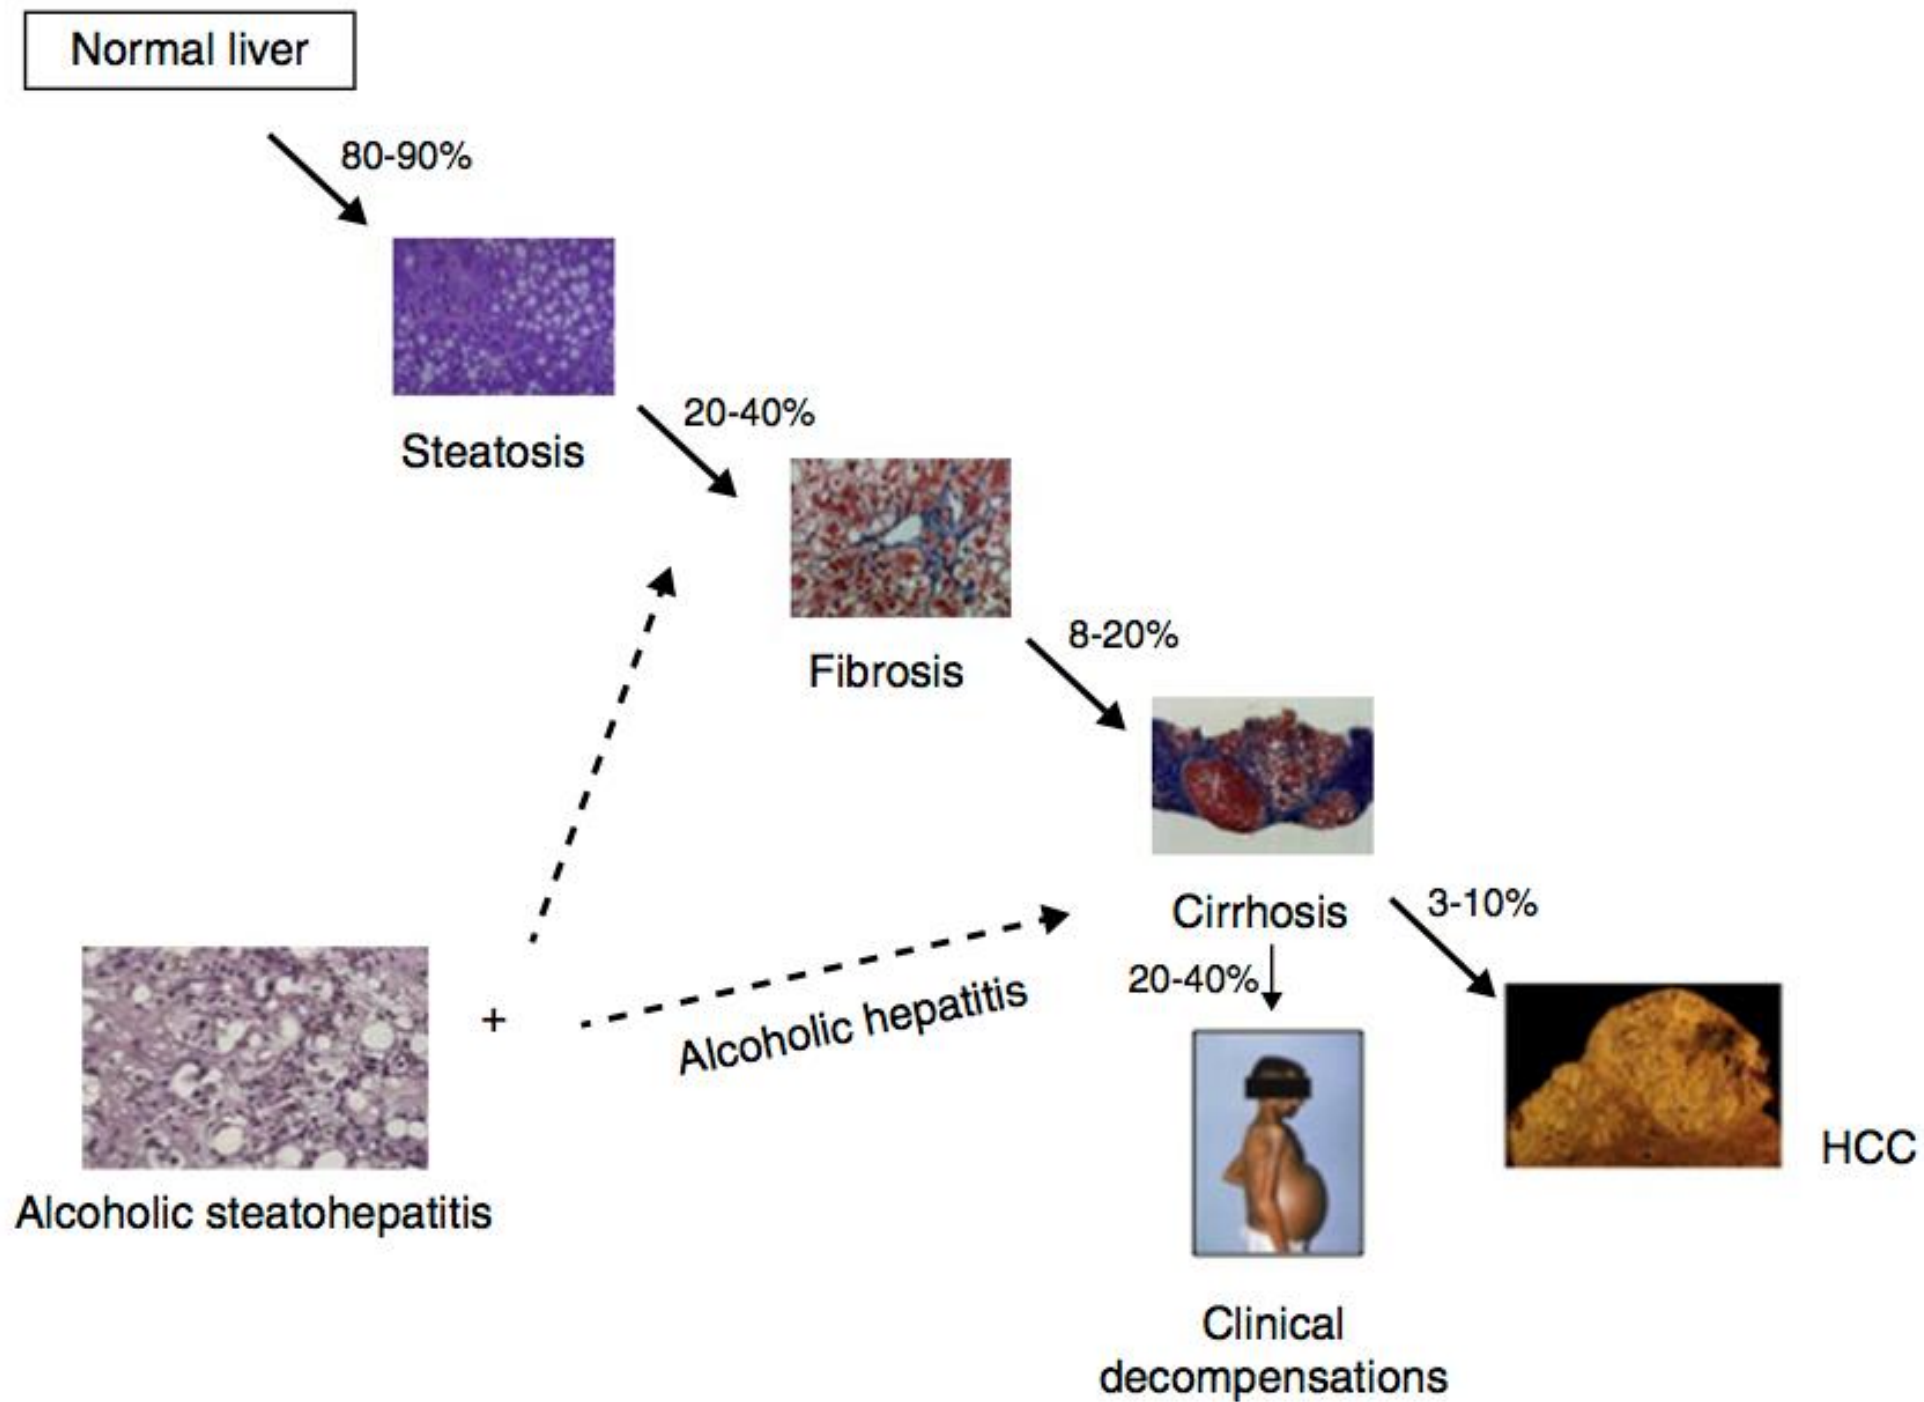 Normal liver
80-90%
Steatosis
20-40%
Fibrosis
8-20%
Cirrhosis
3-10%
20-40%
Alcoholic hepatitis
+
Alcoholic steatohepatitis
HCC
Clinical
decompensations